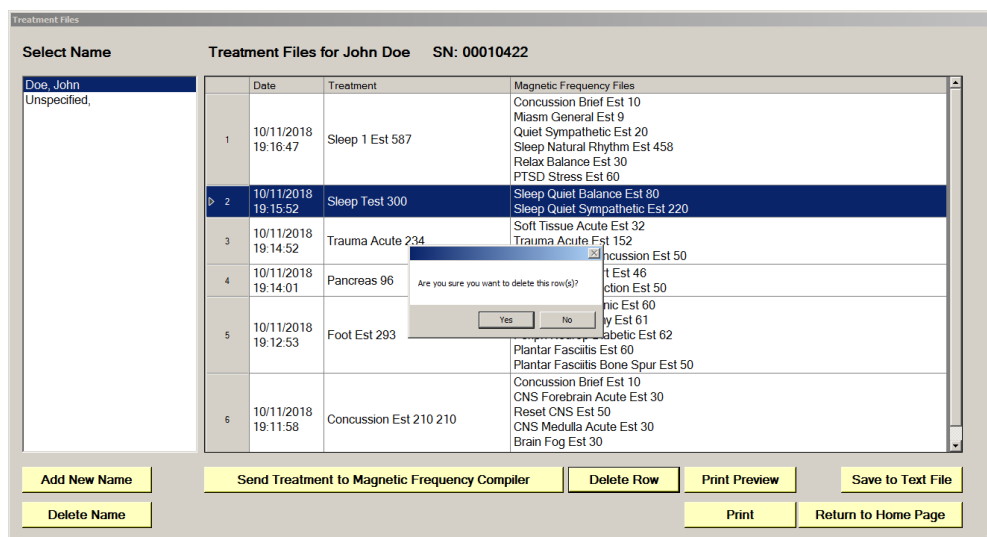 Treatment Files
Select Name
Treatment Files for John Doe SN: 00010422
Doe, John
Unspecified,
Date Treatment Magnetic Frequency Files
1
10/11/2018
19:16:47
Sleep 1 Est 587
Concussion Brief Est 10
Miasm General Est 9
Quiet Sympathetic Est 20
Sleep Natural Rhythm Est 458
Relax Balance Est 30
PTSD Stress Est 60
2
10/11/2018
19:15:52
Sleep Test 300
Sleep Quiet Balance Est 80
Sleep Quiet Sympathetic Est 220
3
10/11/2018
19:14:52
Trauma Acute 234
Soft Tissue Acute Est 32
Trauma Acute Est 152
ncussion Est 50
4
10/11/2018
19:14:01
Pancreas 96
Est 46
ction Est 50
5
10/11/2018
19:12:53
Foot Est 293
nic Est 60
Est 61
abetic Est 62
Plantar Fasciitis Est 60
Plantar Fasciitis Bone Spur Est 50
6
10/11/2018
19:11:58
Concussion Est 210 210
Concussion Brief Est 10
CNS Forebrain Acute Est 30
Reset CNS Est 50
CNS Medulla Acute Est 30
Brain Fog Est 30
Are you sure you want to delete this row(s)?
Yes No
Add New Name
Send Treatment to Magnetic Frequency Compiler
Delete Row
Print Preview
Save to Text File
Delete Name
Print
Return to Home Page